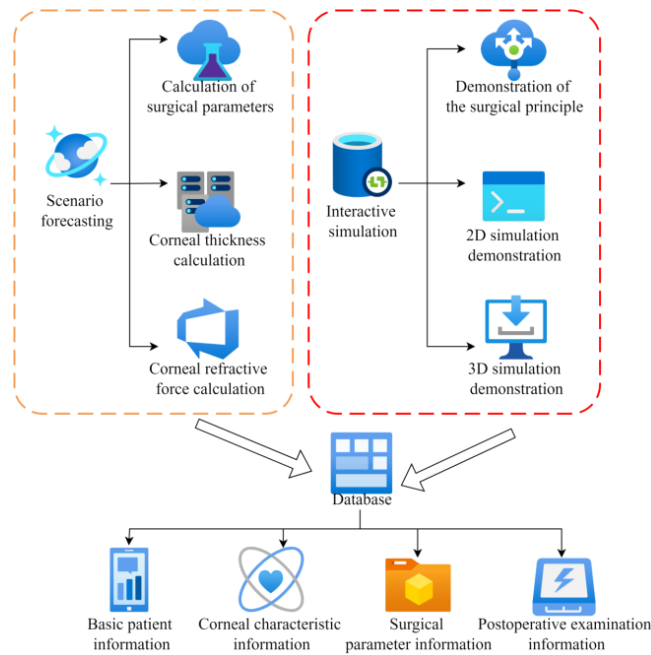 Calculation of
surgical parameters
Scenario
forecasting
Corneal thickness
calculation
Corneal refractive
force calculation
Demonstration of
the surgical principle
Interactive
simulation
2D simulation
demonstration
3D simulation
demonstration
Database
Basic patient
information
Corneal characteristic
information
Surgical
parameter information
Postoperative examination
information